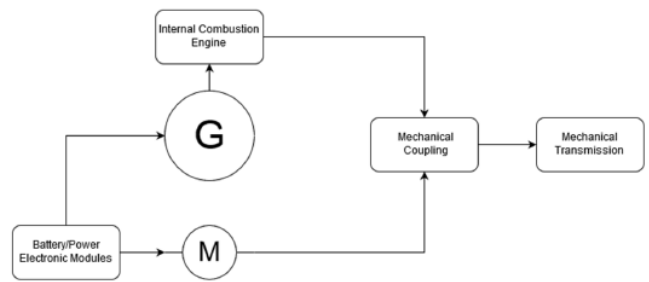 Internal Combustion
Engine
G
Mechanical
Coupling
Mechanical
Transmission
Battery/Power
Electronic Modules
M